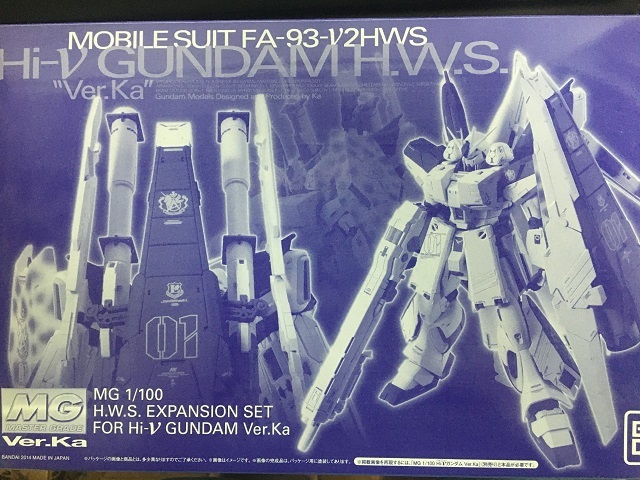 MOBILE SUIT FA-93-ν2HWS
Hi-ν GUNDAM H.W.S.
"Ver.Ka"
Gundam Models Designed and Produced by Ka
01
01
MG
MASTER GRADE
Ver.Ka
MG 1/100
H.W.S. EXPANSION SET
FOR Hi-ν GUNDAM Ver.Ka
BANDAI 2014 MADE IN JAPAN